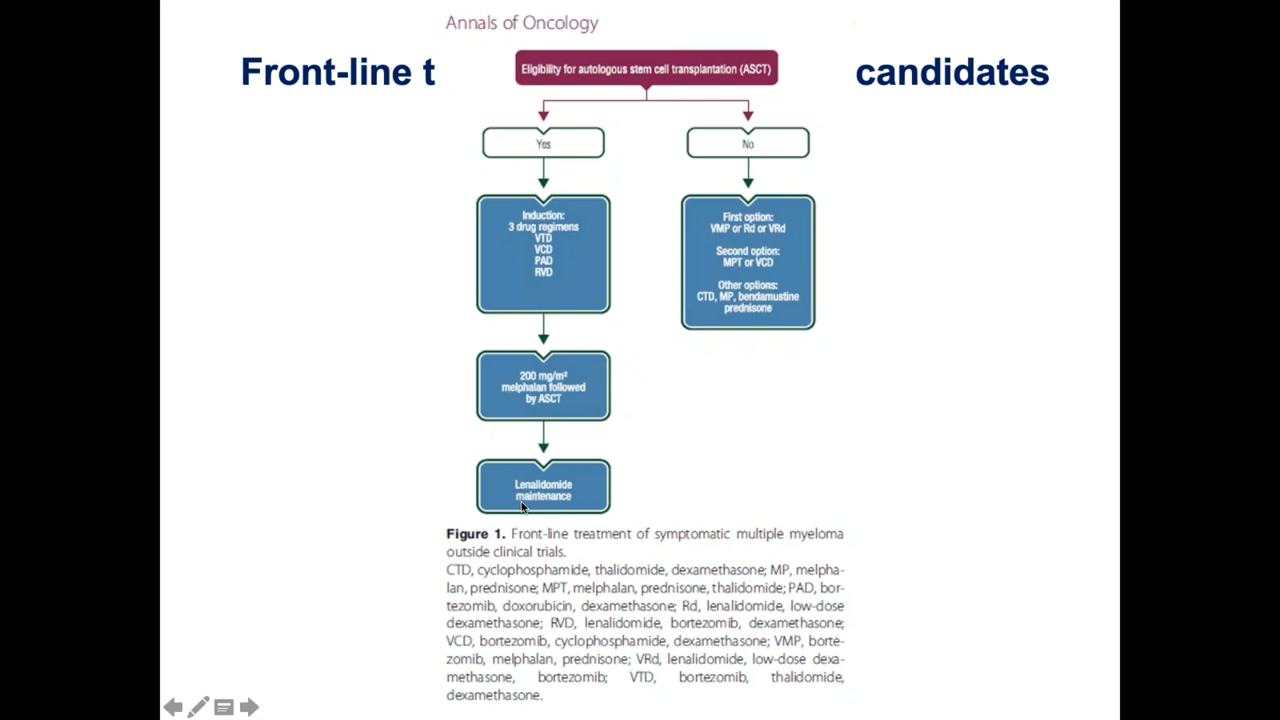 Annals of Oncology
Front-line t
candidates
Eligibility for autologous stem cell transplantation (ASCT)
Yes
No
Induction:
3 drug regimens
VTD
VCD
PAD
RVD
First option:
VMP or Rd or VRd
Second option:
MPT or VCD
Other options:
CTD, MP, bendamustine
prednisone
200 mg/m²
melphalan followed
by ASCT
Lenalidomide
maintenance
Figure 1. Front-line treatment of symptomatic multiple myeloma
outside clinical trials.
CTD, cyclophosphamide, thalidomide, dexamethasone; MP, melpha-
lan, prednisone; MPT, melphalan, prednisone, thalidomide; PAD, bor-
tezomib, doxorubicin, dexamethasone; Rd, lenalidomide, low-dose
dexamethasone; RVD, lenalidomide, bortezomib, dexamethasone;
VCD, bortezomib, cyclophosphamide, dexamethasone; VMP, borte-
zomib, melphalan, prednisone; VRd, lenalidomide, low-dose dexa-
methasone, bortezomib; VTD, bortezomib, thalidomide,
dexamethasone.